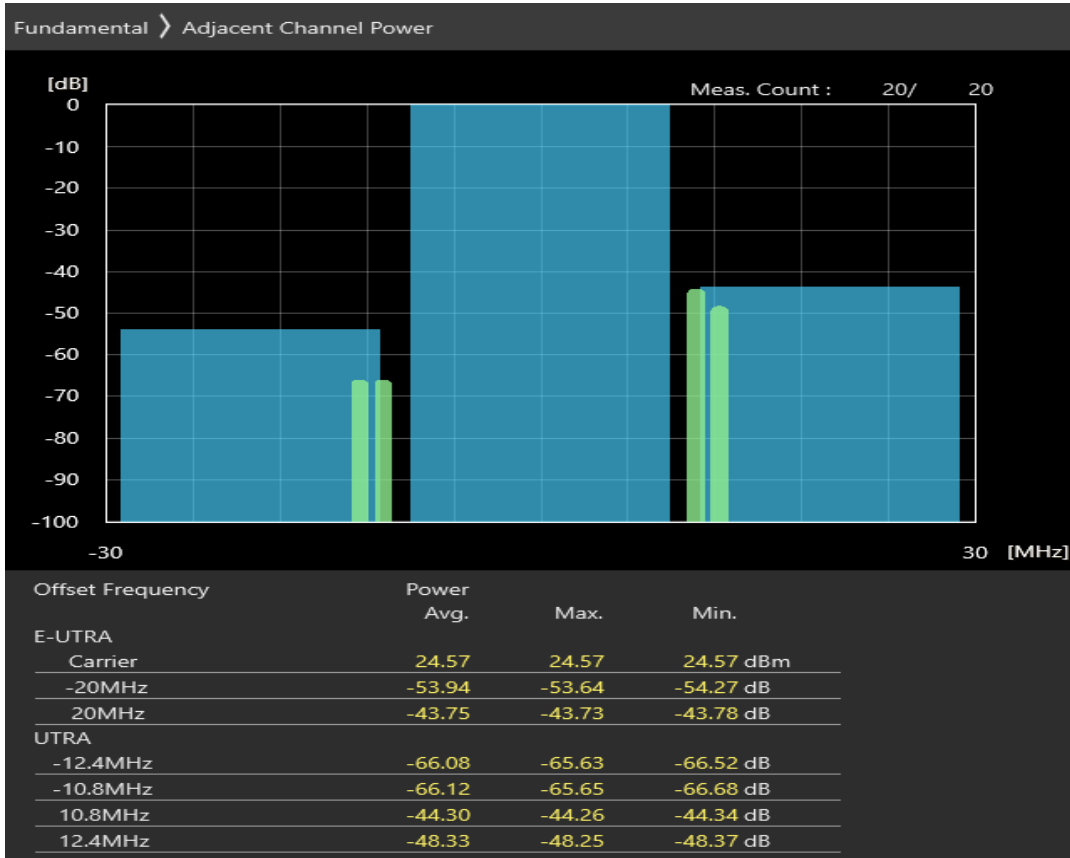 Fundamental 〉 Adjacent Channel Power
[dB]
Meas. Count : 20/ 20
0
-10
-20
-30
-40
-50
-60
-70
-80
-90
-100
-30 30 [MHz]
Offset Frequency Power
Avg. Max. Min.
E-UTRA
Carrier 24.57 24.57 24.57 dBm
-20MHz -53.94 -53.64 -54.27 dB
20MHz -43.75 -43.73 -43.78 dB
UTRA
-12.4MHz -66.08 -65.63 -66.52 dB
-10.8MHz -66.12 -65.65 -66.68 dB
10.8MHz -44.30 -44.26 -44.34 dB
12.4MHz -48.33 -48.25 -48.37 dB